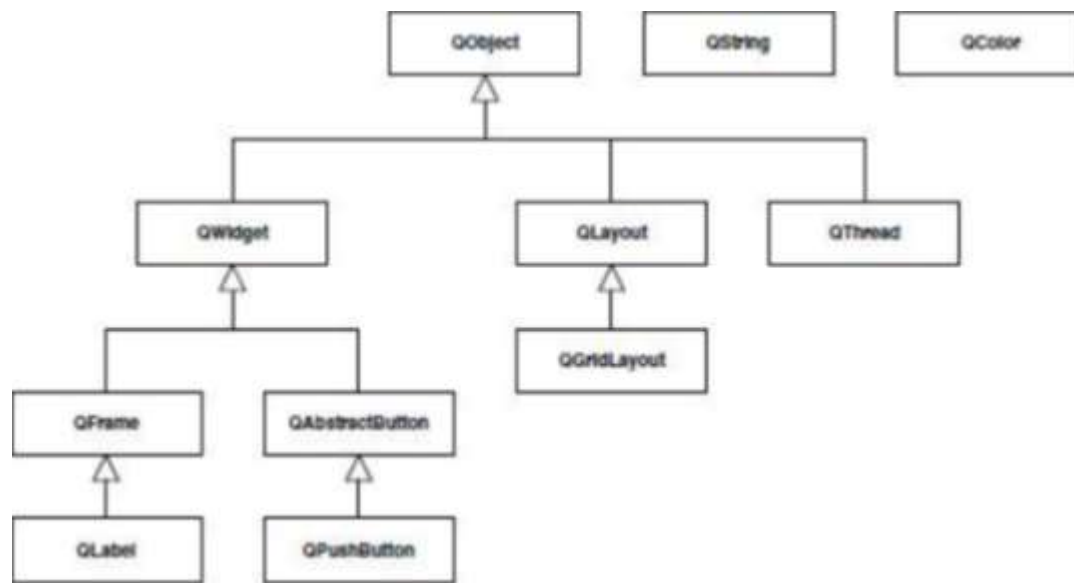 QObject
QString
QColor
QWidget
QLayout
QThread
QGridLayout
QFrame
QAbstractButton
QLabel
QPushButton